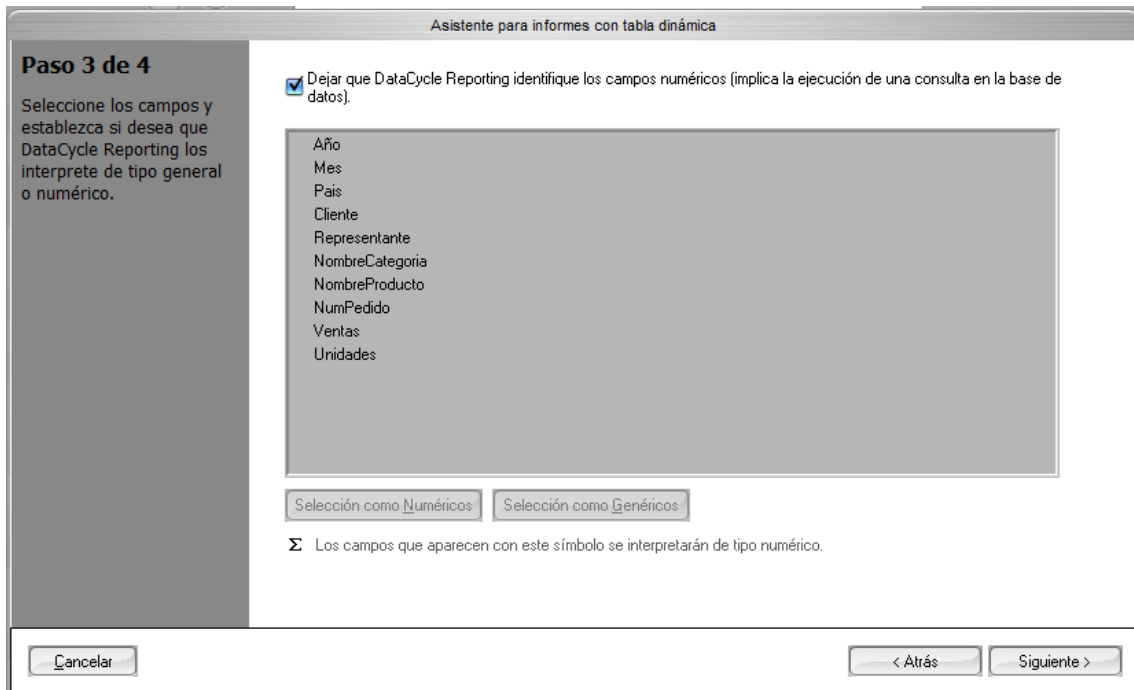 Asistente para informes con tabla dinámica
Paso 3 de 4
Seleccione los campos y
establezca si desea que
DataCycle Reporting los
interprete de tipo general
o numérico.
Dejar que DataCycle Reporting identifique los campos numéricos (implica la ejecución de una consulta en la base de
datos).
Año
Mes
Pais
Cliente
Representante
NombreCategoria
NombreProducto
NumPedido
Ventas
Unidades
Selección como Numéricos Selección como Genéricos
Σ Los campos que aparecen con este símbolo se interpretarán de tipo numérico.
Cancelar < Atrás Siguiente >